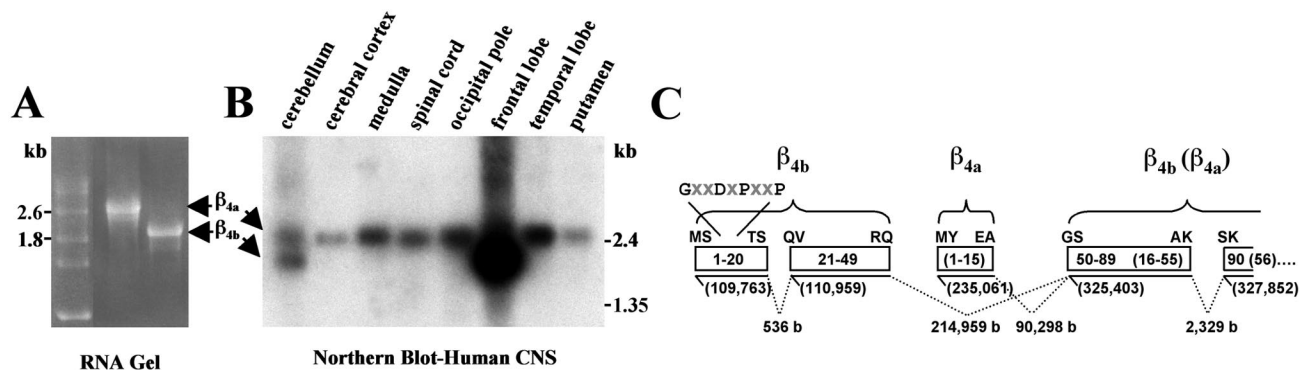 A
kb
2.6
1.8
β4a
β4b
RNA Gel
B
cerebellum
cerebral cortex
medulla
spinal cord
occipital pole
frontal lobe
temporal lobe
putamen
kb
2.4
1.35
Northern Blot-Human CNS
C
β4b
β4a
β4b (β4a)
GXXDXPXXP
MS TS QV RQ MY EA GS AK SK
1-20 21-49 (1-15) 50-89 (16-55) 90 (56)....
(109,763) (110,959) (235,061) (325,403) (327,852)
536 b 214,959 b 90,298 b 2,329 b